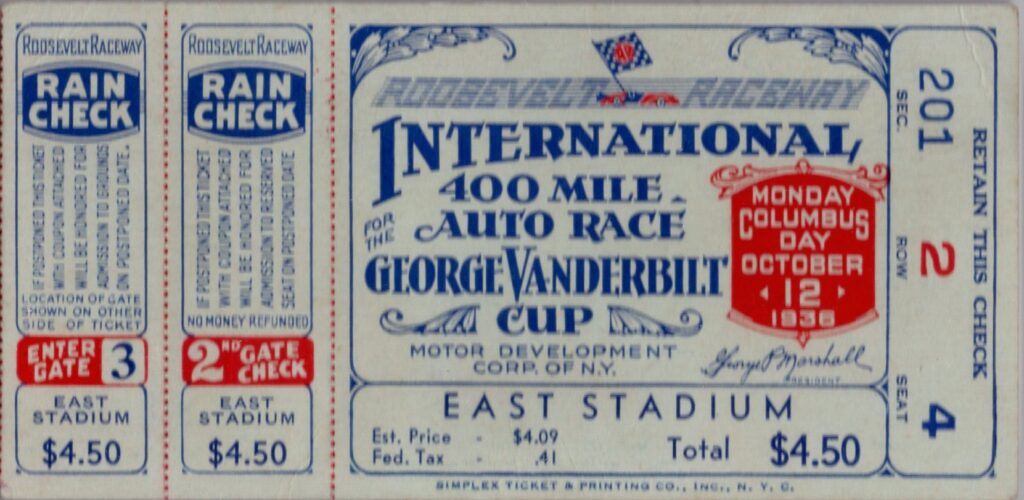 ROOSEVELT RACEWAY
RAIN
CHECK
IF POSTPONED THIS TICKET
WITH COUPON ATTACHED
WILL BE HONORED FOR
ADMISSION TO GROUNDS
ON POSTPONED DATE.
LOCATION OF GATE
SHOWN ON OTHER
SIDE OF TICKET
ENTER
GATE 3
EAST
STADIUM
$4.50
ROOSEVELT RACEWAY
RAIN
CHECK
IF POSTPONED THIS TICKET
WITH COUPON ATTACHED
WILL BE HONORED FOR
ADMISSION TO RESERVED
SEAT ON POSTPONED DATE.
NO MONEY REFUNDED
2ND GATE
CHECK
EAST
STADIUM
$4.50
ROOSEVELT RACEWAY
INTERNATIONAL
400 MILE
AUTO RACE
FOR
THE
GEORGE VANDERBILT
CUP
MOTOR DEVELOPMENT
CORP. OF N.Y.
MONDAY
COLUMBUS
DAY
OCTOBER
12
1936
George P. Marshall
PRESIDENT
EAST STADIUM
Est. Price - $4.09
Fed. Tax - .41
Total $4.50
SIMPLEX TICKET & PRINTING CO., INC., N. Y. C.
201 2 4
SEC. ROW SEAT
RETAIN THIS CHECK